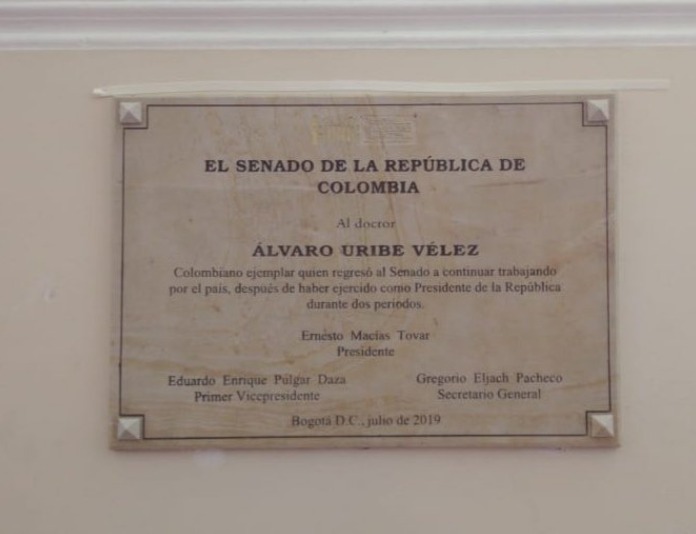 EL SENADO DE LA REPÚBLICA DE
COLOMBIA
Al doctor
ÁLVARO URIBE VÉLEZ
Colombiano ejemplar quien regresó al Senado a continuar trabajando
por el país, después de haber ejercido como Presidente de la República
durante dos periodos.
Ernesto Macías Tovar
Presidente
Eduardo Enrique Pulgar Daza
Primer Vicepresidente
Gregorio Eljach Pacheco
Secretario General
Bogotá D.C., julio de 2019